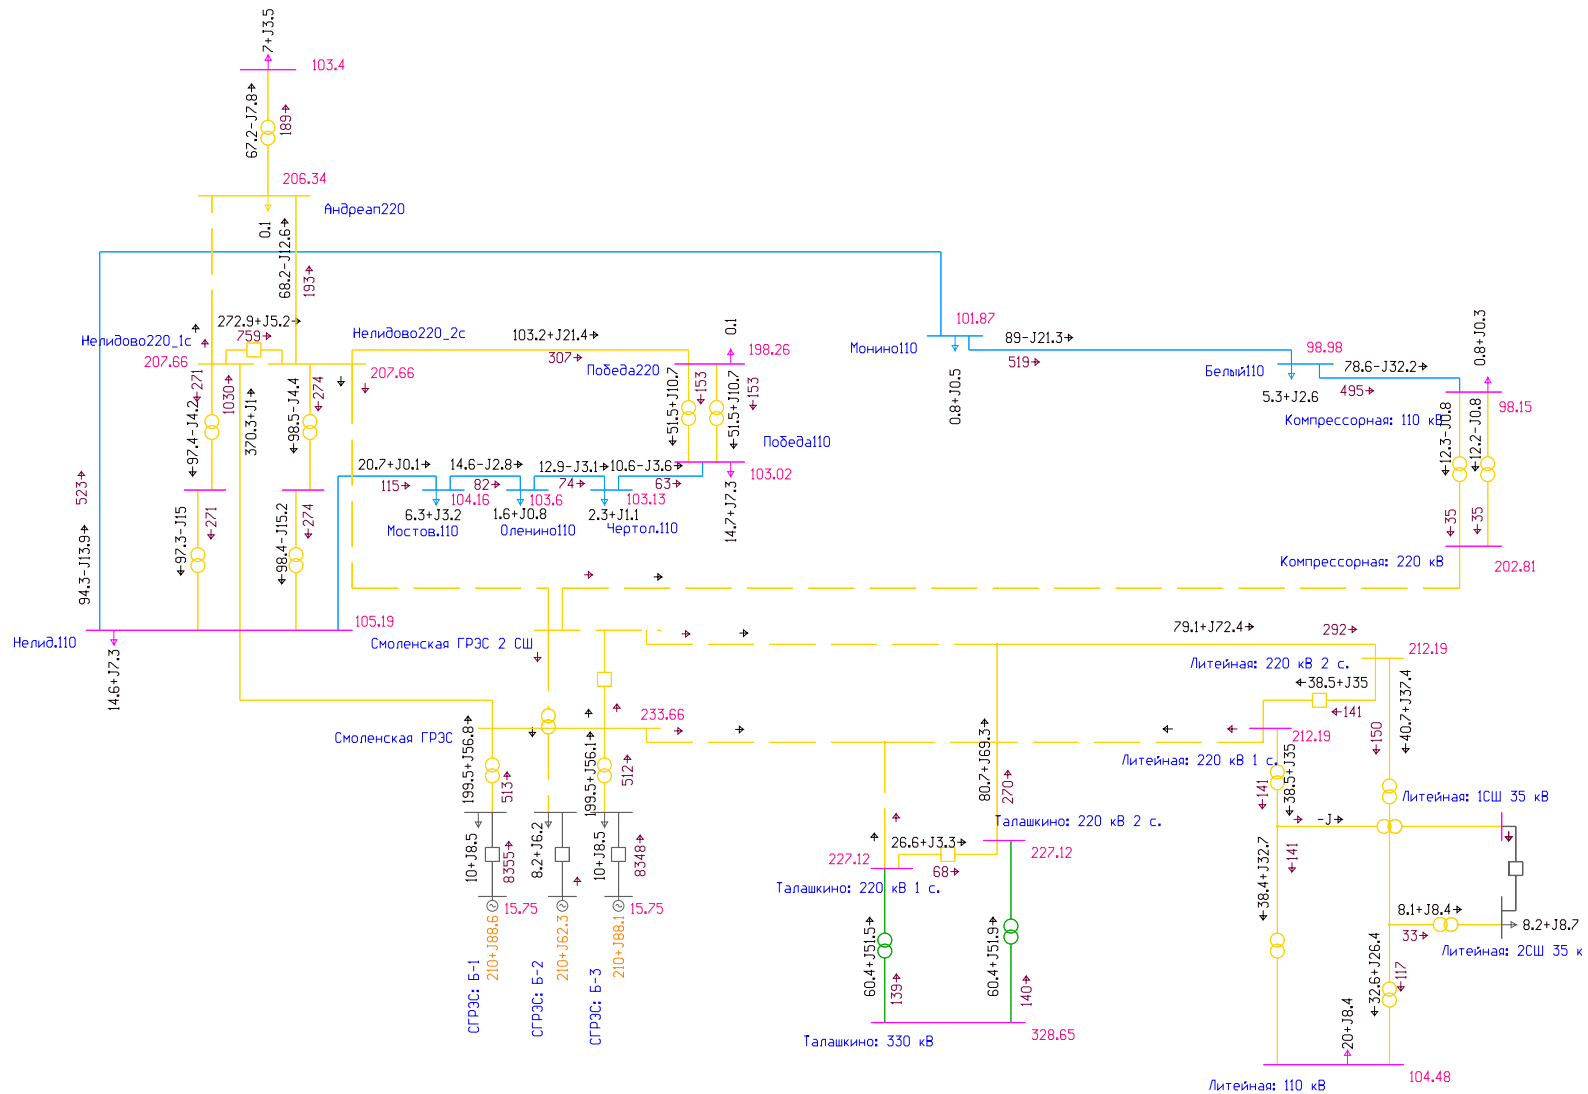 7+J3.5
103.4
67.2-J7.8
189
206.34
Андреап220
0.1
68.2-J12.6
193
272.9+J5.2
759
Нелидово220_1с
207.66
Нелидово220_2с
207.66
103.2+J21.4
307
0.1
198.26
Победа220
271
1030
97.4-J4.2
370.3+J1
98.5-J4.4
274
51.5+J10.7
153
51.5+J10.7
153
Победа110
103.02
14.7+J7.3
Монино110
101.87
0.8+J0.5
89-J21.3
519
98.98
Белый110
5.3+J2.6
78.6-J32.2
495
0.8+J0.3
98.15
Компрессорная: 110 кВ
12.3-J0.8
12.2-J0.8
35
35
Компрессорная: 220 кВ
202.81
523
94.3-J13.9
20.7+J0.1
115
14.6-J2.8
82
12.9-J3.1
74
10.6-J3.6
63
104.16
103.6
103.13
6.3+J3.2
1.6+J0.8
2.3+J1.1
Мостов.110
Оленино110
Чертол.110
97.3-J15
271
98.4-J15.2
274
105.19
Нелид.110
14.6+J7.3
Смоленская ГРЭС 2 СШ
79.1+J72.4
292
212.19
Литейная: 220 кВ 2 с.
38.5+J35
141
40.7+J37.4
150
233.66
Смоленская ГРЭС
212.19
Литейная: 220 кВ 1 с.
199.5+J56.8
513
199.5+J56.1
512
80.7+J69.3
270
38.5+J35
141
Литейная: 1СШ 35 кВ
-J
Талашкино: 220 кВ 2 с.
227.12
26.6+J3.3
68
227.12
Талашкино: 220 кВ 1 с.
10+J8.5
8355
8.2+J6.2
10+J8.5
8348
15.75
15.75
210+J88.6
210+J62.3
210+J88.1
СГРЭС: Б-1
СГРЭС: Б-2
СГРЭС: Б-3
60.4+J51.5
139
60.4+J51.9
140
328.65
Талашкино: 330 кВ
38.4+J32.7
141
8.1+J8.4
33
8.2+J8.7
Литейная: 2СШ 35 к
32.6+J26.4
117
20+J8.4
104.48
Литейная: 110 кВ